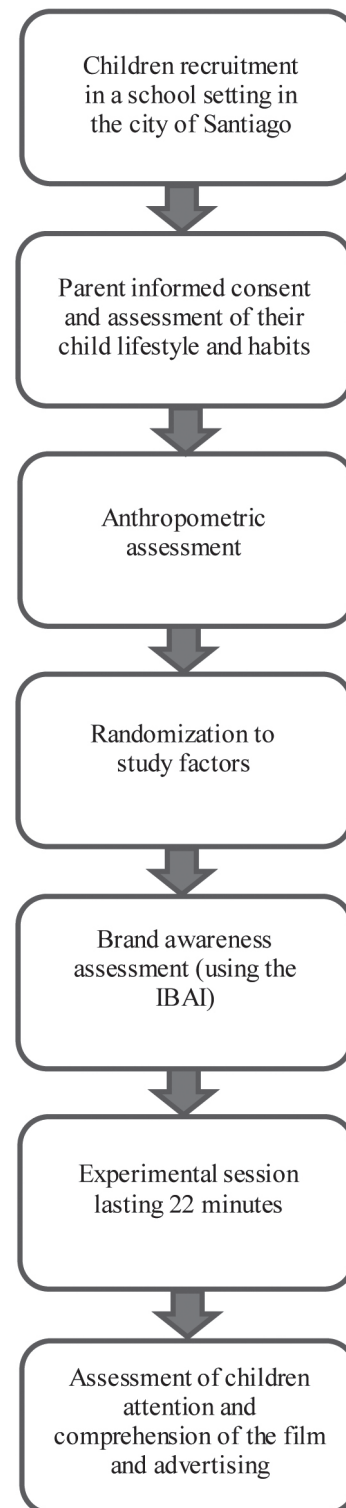 Children recruitment
in a school setting in
the city of Santiago
Parent informed consent
and assessment of their
child lifestyle and habits
Anthropometric
assessment
Randomization to
study factors
Brand awareness
assessment (using the
IBAI)
Experimental session
lasting 22 minutes
Assessment of children
attention and
comprehension of the film
and advertising